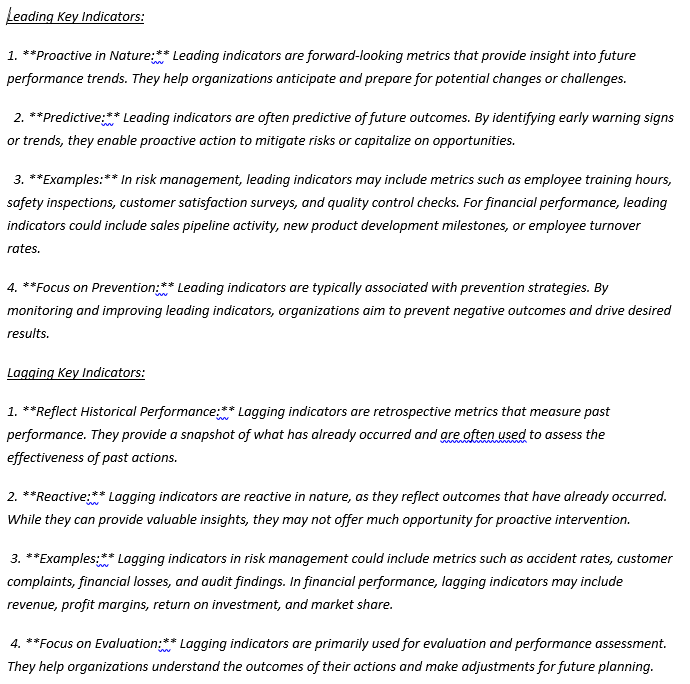 Leading Key Indicators:
1. **Proactive in Nature:** Leading indicators are forward-looking metrics that provide insight into future
performance trends. They help organizations anticipate and prepare for potential changes or challenges.
2. **Predictive:** Leading indicators are often predictive of future outcomes. By identifying early warning signs
or trends, they enable proactive action to mitigate risks or capitalize on opportunities.
3. **Examples:** In risk management, leading indicators may include metrics such as employee training hours,
safety inspections, customer satisfaction surveys, and quality control checks. For financial performance, leading
indicators could include sales pipeline activity, new product development milestones, or employee turnover
rates.
4. **Focus on Prevention:** Leading indicators are typically associated with prevention strategies. By
monitoring and improving leading indicators, organizations aim to prevent negative outcomes and drive desired
results.
Lagging Key Indicators:
1. **Reflect Historical Performance:** Lagging indicators are retrospective metrics that measure past
performance. They provide a snapshot of what has already occurred and are often used to assess the
effectiveness of past actions.
2. **Reactive:** Lagging indicators are reactive in nature, as they reflect outcomes that have already occurred.
While they can provide valuable insights, they may not offer much opportunity for proactive intervention.
3. **Examples:** Lagging indicators in risk management could include metrics such as accident rates, customer
complaints, financial losses, and audit findings. In financial performance, lagging indicators may include
revenue, profit margins, return on investment, and market share.
4. **Focus on Evaluation:** Lagging indicators are primarily used for evaluation and performance assessment.
They help organizations understand the outcomes of their actions and make adjustments for future planning.